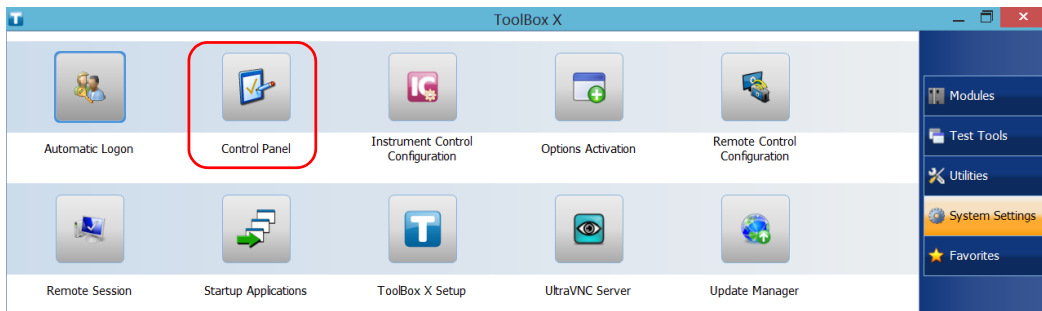 T
ToolBox X
IC
Automatic Logon
Control Panel
Instrument Control
Configuration
Options Activation
Remote Control
Configuration
T
Remote Session
Startup Applications
ToolBox X Setup
UltraVNC Server
Update Manager
Modules
Test Tools
Utilities
System Settings
Favorites